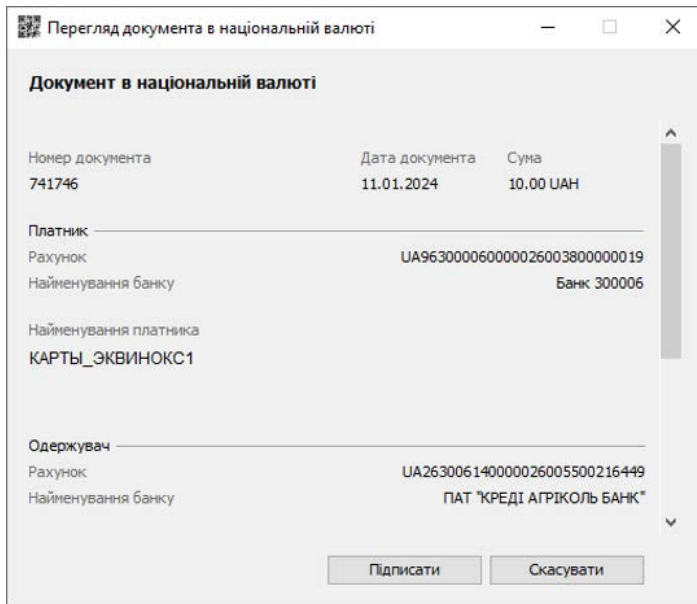 Перегляд документа в національній валюті
Документ в національній валюті
Номер документа Дата документа Сума
741746 11.01.2024 10.00 UAH
Платник
Рахунок UA963000060000026003800000019
Найменування банку Банк 300006
Найменування платника
КАРТЫ_ЭКВИНОКС1
Одержувач
Рахунок UA263006140000026005500216449
Найменування банку ПАТ "КРЕДІ АГРІКОЛЬ БАНК"
Підписати Скасувати